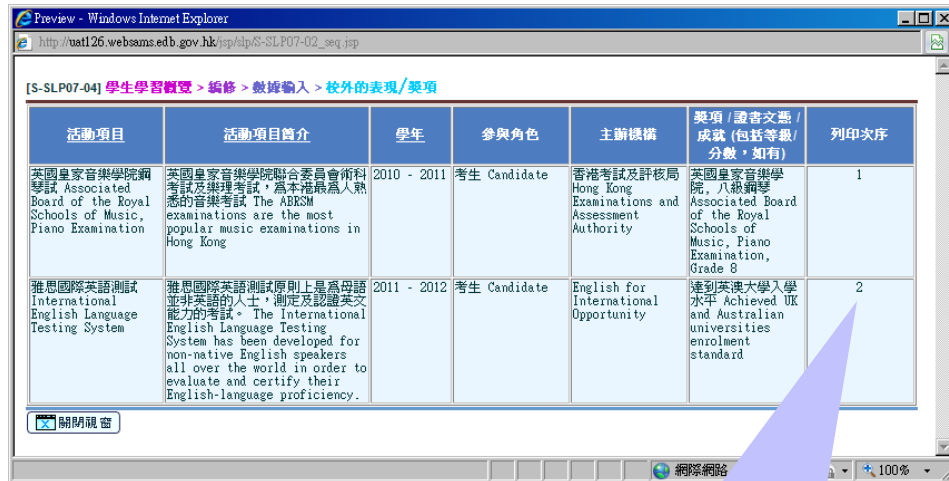 Preview - Windows Internet Explorer
http://uat126.websams.edb.gov.hk/jsp/slp/S-SLP07-02_seq.jsp
[S-SLP07-04] 學生學習概覽 > 編修 > 數據輸入 > 校外的表現/獎項
活動項目
活動項目簡介
學年
參與角色
主辦機構
獎項 / 證書文憑 /
成就 (包括等級/
分數，如有)
列印次序
英國皇家音樂學院鋼
琴試 Associated
Board of the Royal
Schools of Music,
Piano Examination
英國皇家音樂學院聯合委員會術科
考試及樂理考試，為本港最為人熟
悉的音樂考試 The ABRSM
examinations are the most
popular music examinations in
Hong Kong
2010 - 2011
考生 Candidate
香港考試及評核局
Hong Kong
Examinations and
Assessment
Authority
英國皇家音樂學
院, 八級鋼琴
Associated Board
of the Royal
Schools of
Music, Piano
Examination,
Grade 8
1
雅思國際英語測試
International
English Language
Testing System
雅思國際英語測試原則上是為母語
並非英語的人士，測定及認證英文
能力的考試。 The International
English Language Testing
System has been developed for
non-native English speakers
all over the world in order to
evaluate and certify their
English-language proficiency.
2011 - 2012
考生 Candidate
English for
International
Opportunity
達到英澳大學入學
水平 Achieved UK
and Australian
universities
enrolment
standard
2
關閉視窗
網際網路
100%